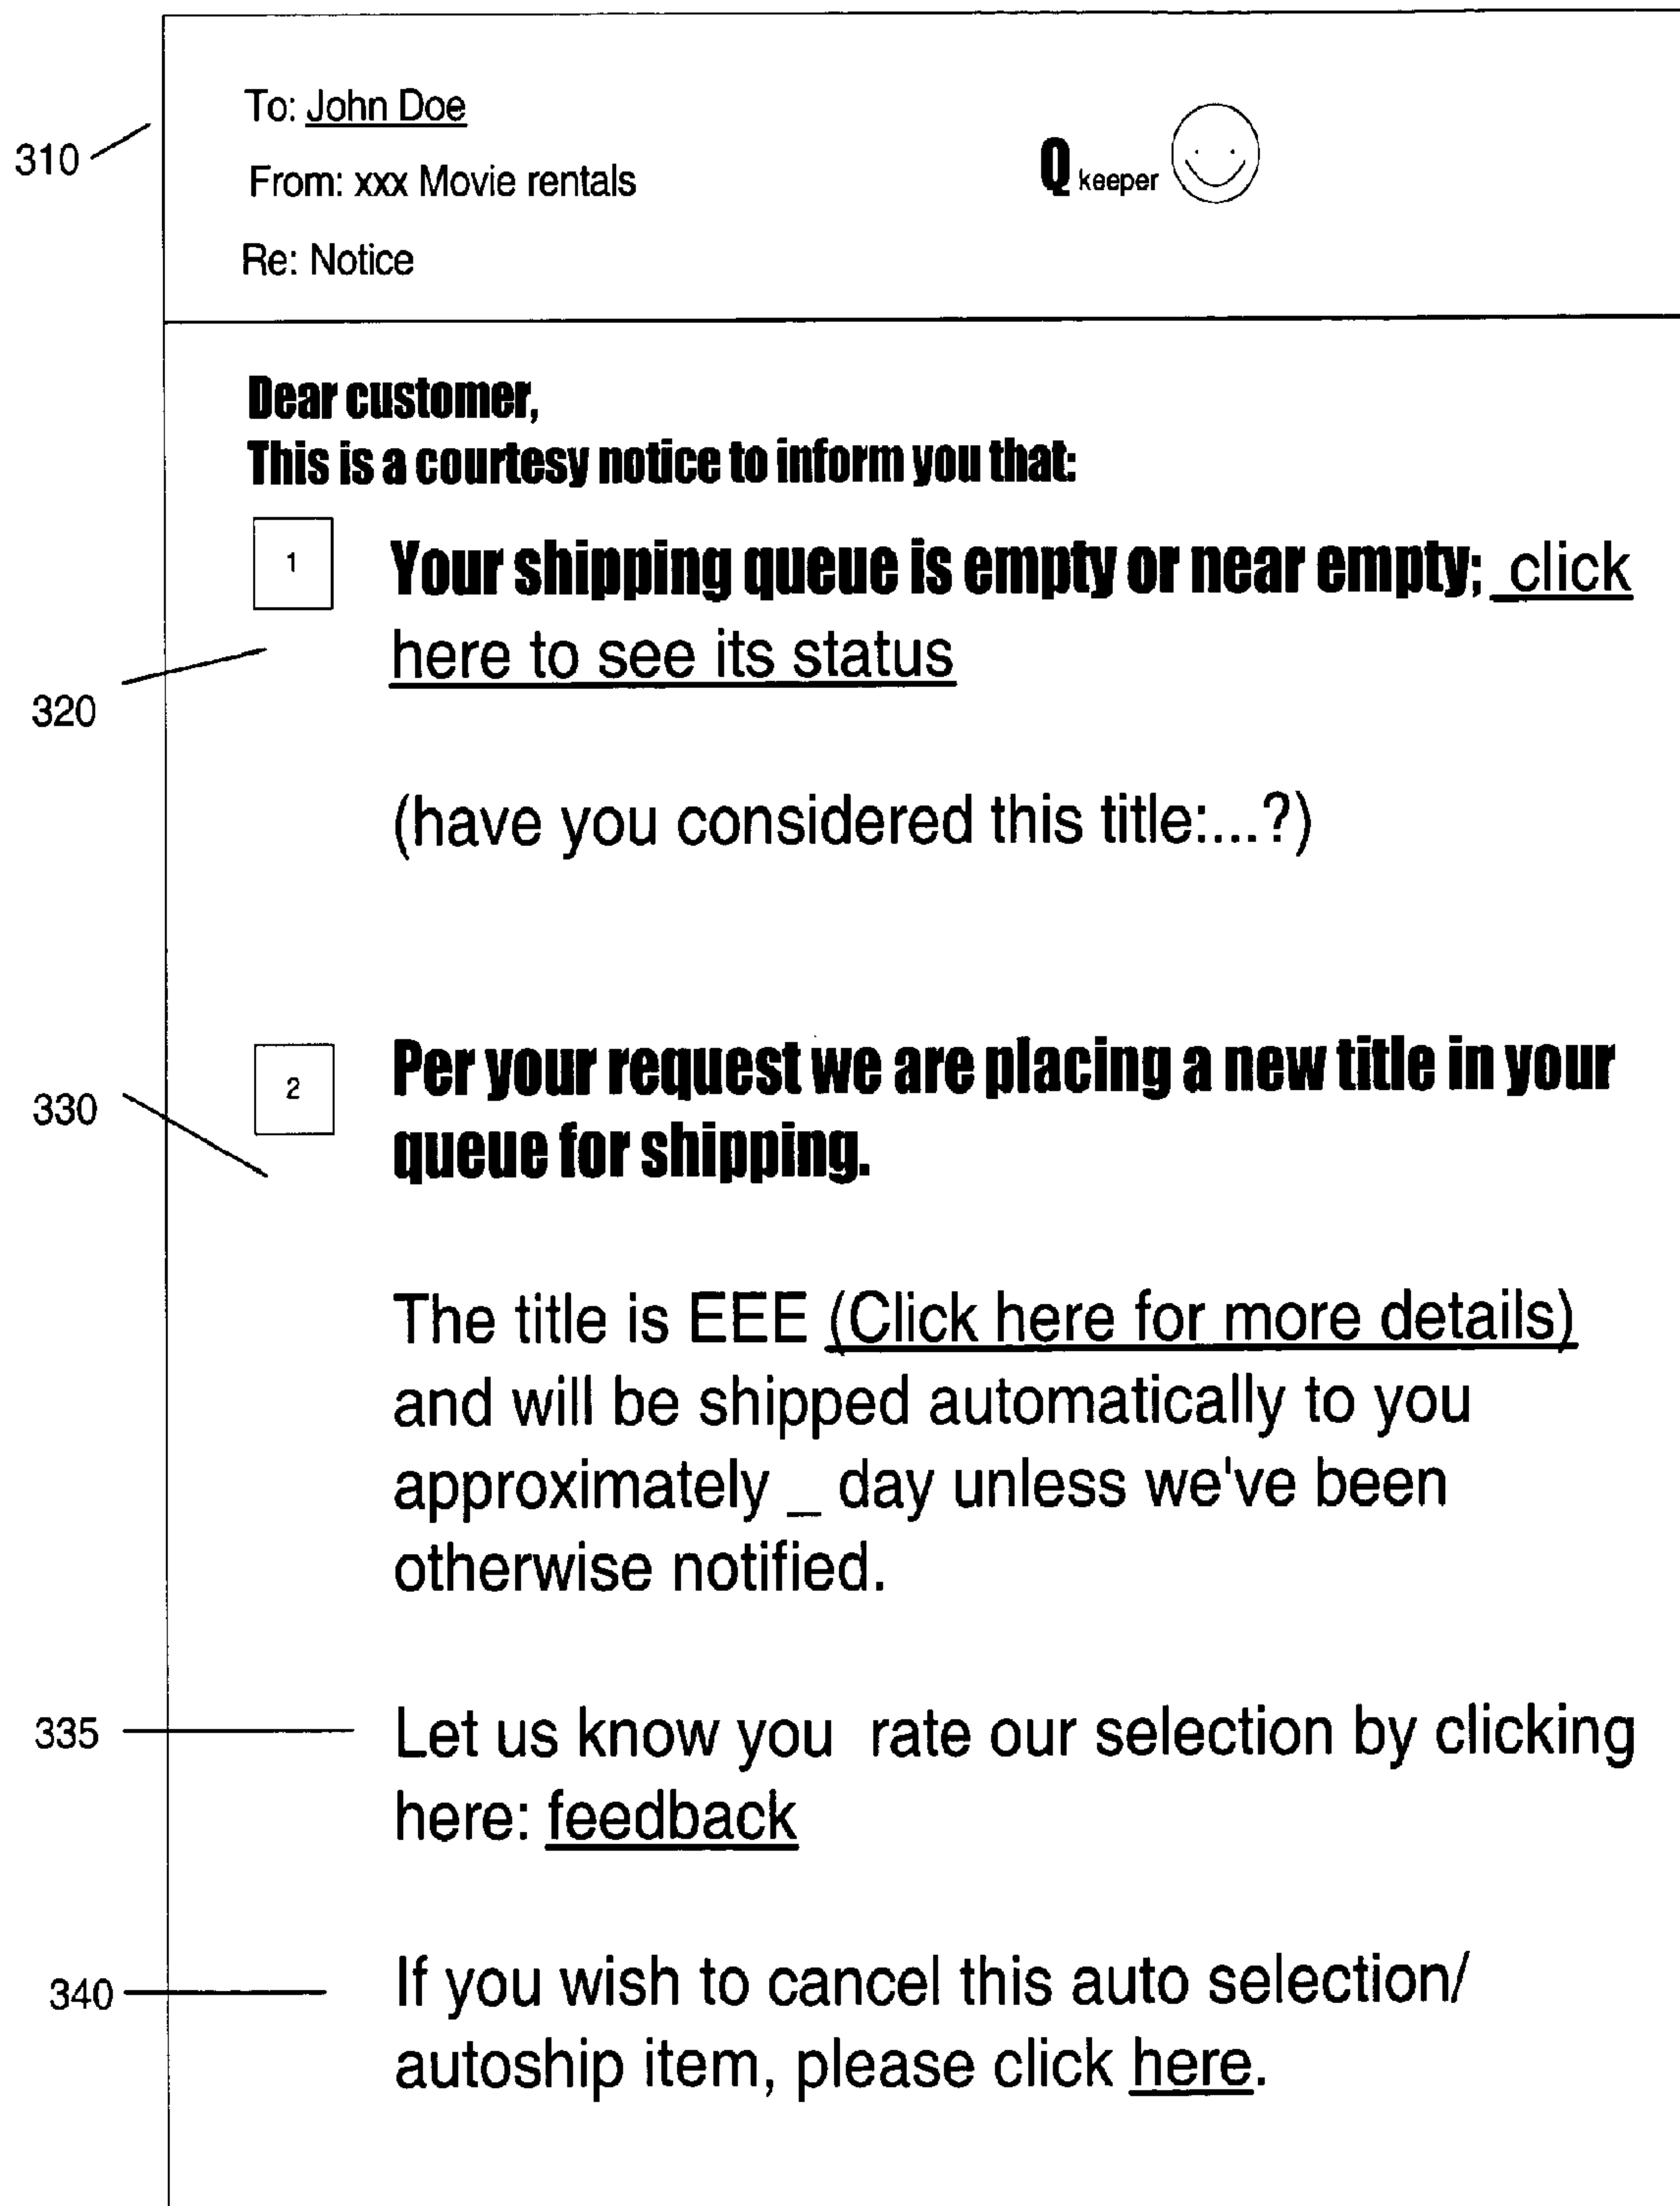 310
To: John Doe
From: xxx Movie rentals
Re: Notice
Q keeper
Dear customer,
This is a courtesy notice to inform you that:
1
Your shipping queue is empty or near empty; click
here to see its status
320
(have you considered this title:...?)
330
2
Per your request we are placing a new title in your
queue for shipping.
The title is EEE (Click here for more details)
and will be shipped automatically to you
approximately _ day unless we've been
otherwise notified.
335
Let us know you rate our selection by clicking
here: feedback
340
If you wish to cancel this auto selection/
autoship item, please click here.